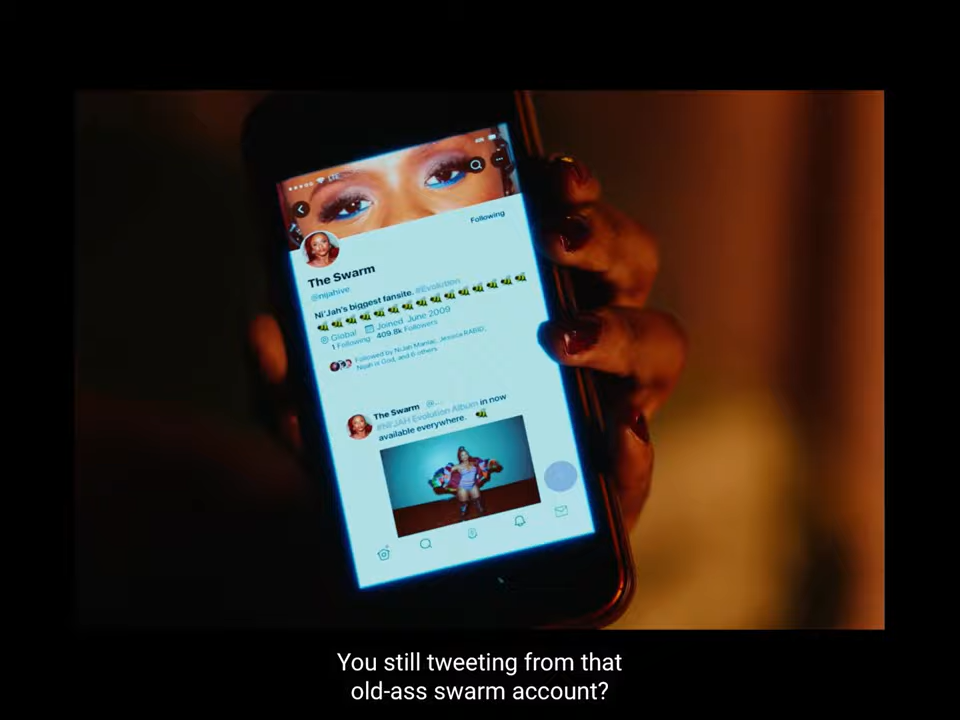 LTE
Following
The Swarm
@nijahive
Ni'Jah's biggest fansite. #Evolution
Global Joined June 2009
1 Following 409.8k Followers
Followed by NiJah Maniac, Jessica RABID,
Nijah is God, and 6 others
The Swarm @...
#NI'JAH Evolution Album in now
available everywhere.
You still tweeting from that
old-ass swarm account?